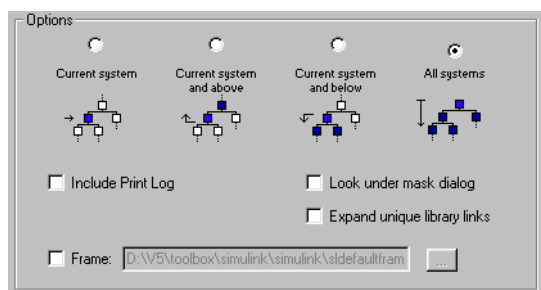 Options
Current system
Current system
and above
Current system
and below
All systems
Include Print Log
Look under mask dialog
Expand unique library links
Frame:
D:\V5\toolbox\simulink\simulink\sldefaultfram
...